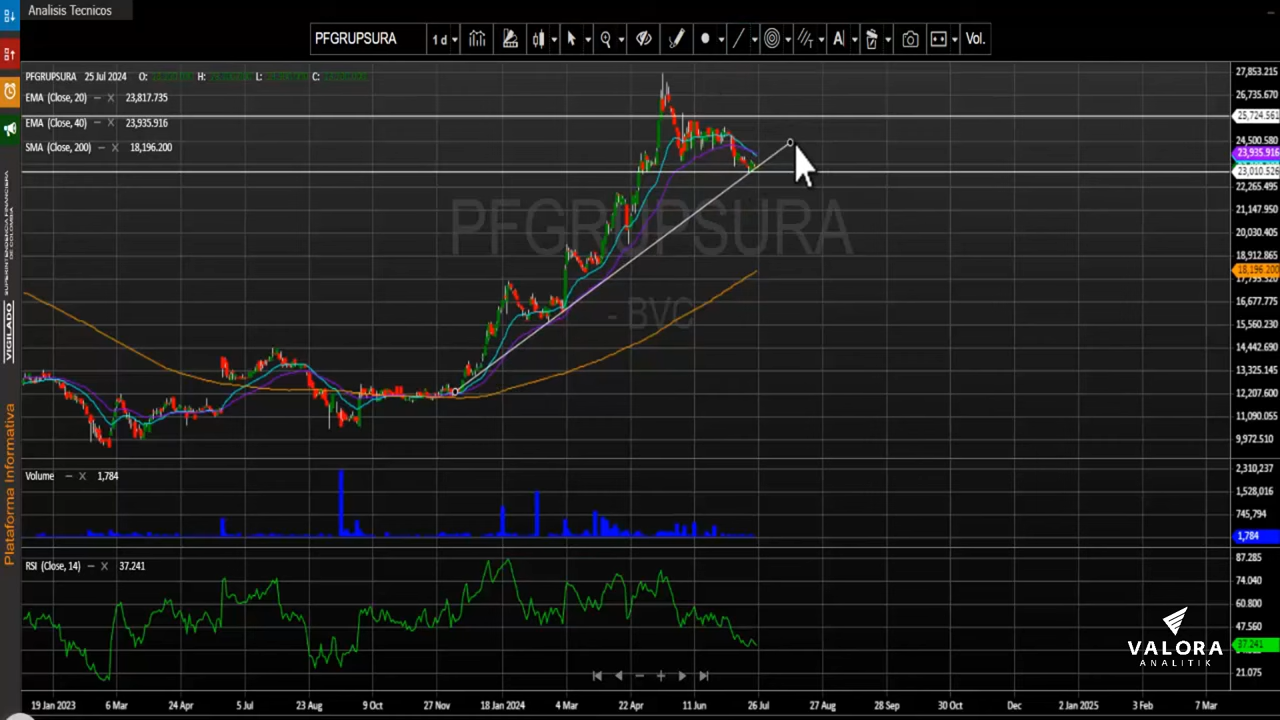 Analisis Tecnicos
PFGRUPSURA
1 d
A
Vol.
PFGRUPSURA 25 Jul 2024 O: H: L: C:
EMA (Close, 20) – X 23,817.735
EMA (Close, 40) – X 23,935.916
SMA (Close, 200) – X 18,196.200
PFGRUPSURA
- BVC
27,853.215
26,735.670
25,724.561
24,500.580
23,935.916
23,010.526
22,265.495
21,147.950
20,030.405
18,912.865
18,196.200
16,677.775
15,560.230
14,442.690
13,325.145
12,207.600
11,090.055
9,972.510
Volume – X 1,784
2,310,237
1,528,016
745,794
1,784
RSI (Close, 14) – X 37.241
87.285
74.040
60.800
47.560
37.241
21.075
19 Jan 2023 6 Mar 24 Apr 5 Jul 23 Aug 9 Oct 27 Nov 18 Jan 2024 4 Mar 22 Apr 11 Jun 26 Jul 27 Aug 28 Sep 30 Oct Dec 2 Jan 2025 3 Feb 7 Mar
VIGILADO
SUPERINTENDENCIA FINANCIERA
DE COLOMBIA
Plataforma Informativa
VALORA
ANALITIK